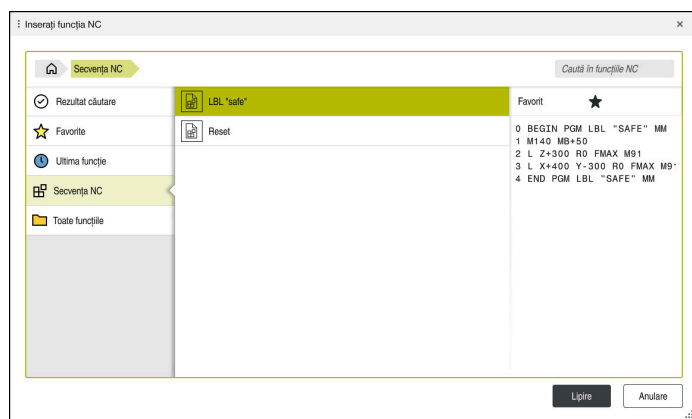 Inserați funcția NC
Secvența NC
Caută în funcțiile NC
Rezultat căutare
Favorite
Ultima funcție
Secvența NC
Toate funcțiile
LBL "safe"
Reset
Favorit
0 BEGIN PGM LBL "SAFE" MM
1 M140 MB+50
2 L Z+300 R0 FMAX M91
3 L X+400 Y-300 R0 FMAX M9
4 END PGM LBL "SAFE" MM
Lipire
Anulare